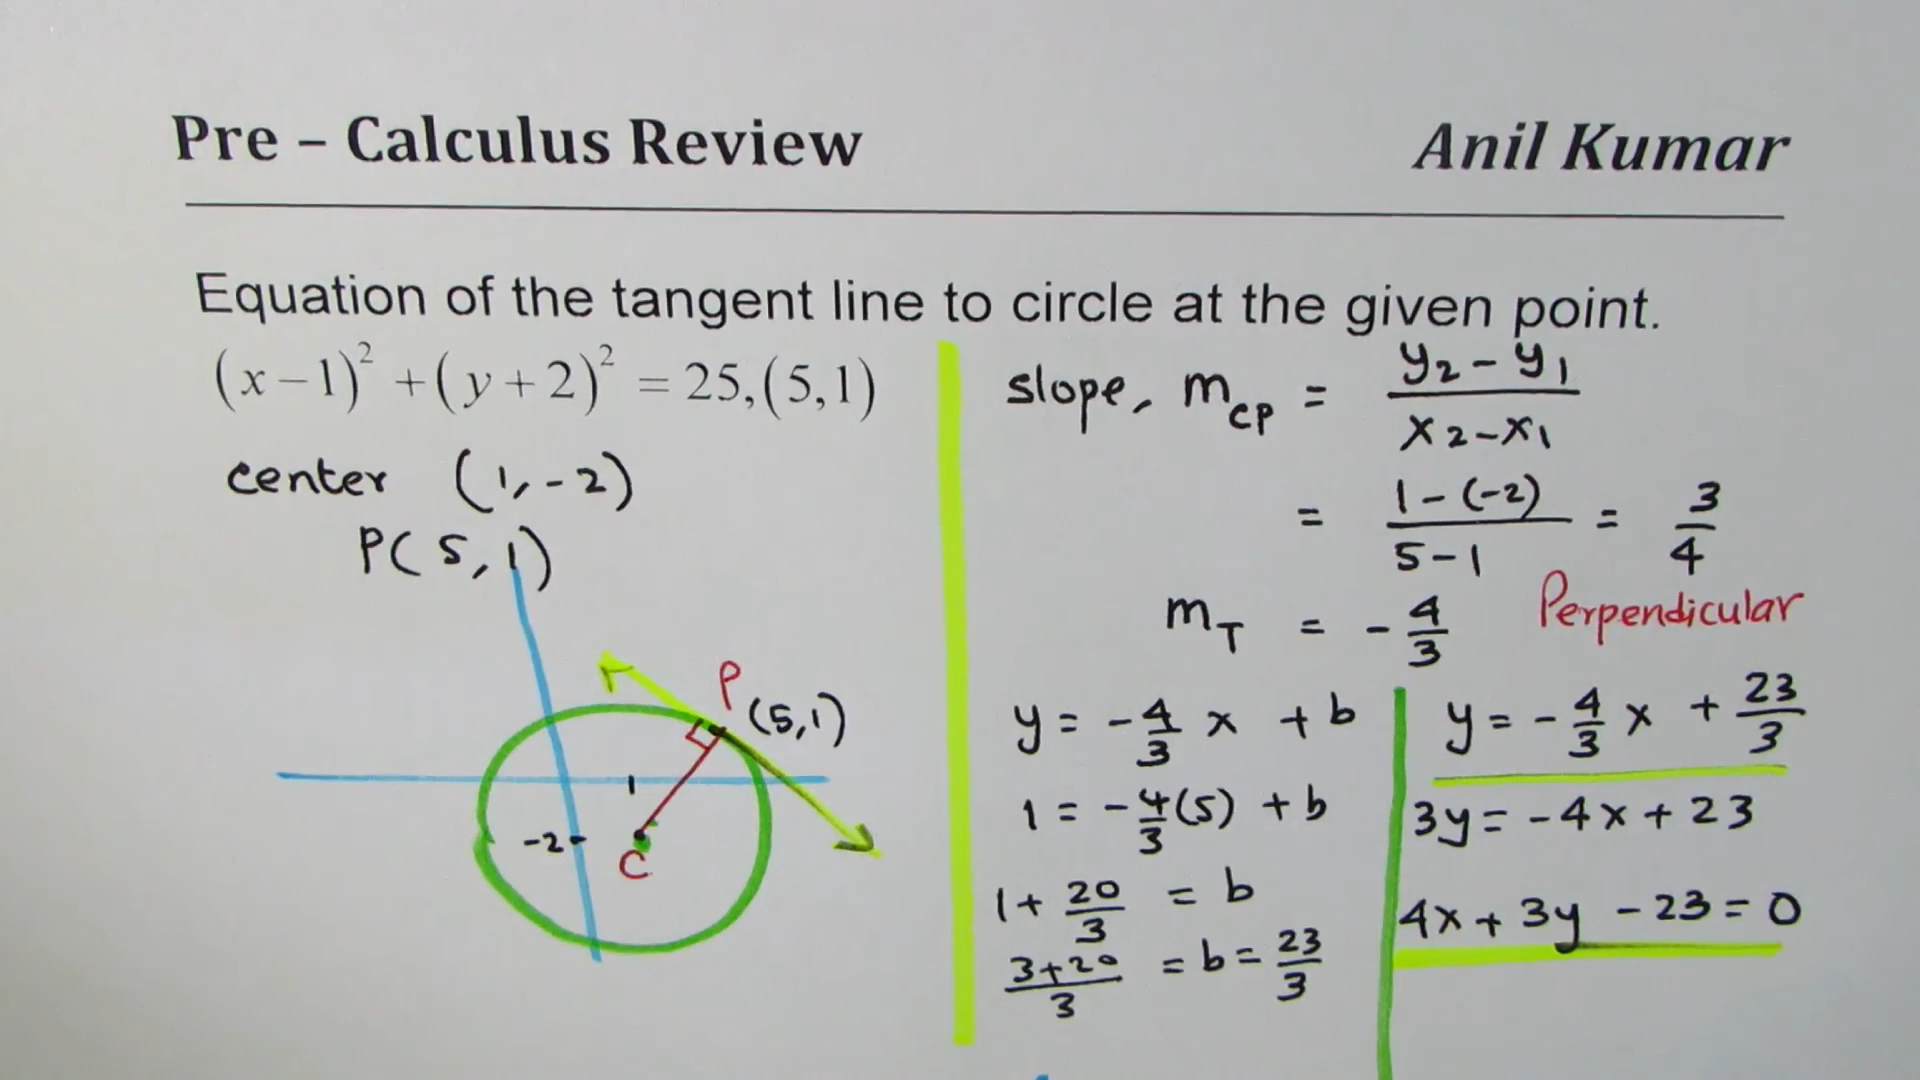 Pre – Calculus Review
Anil Kumar
Equation of the tangent line to circle at the given point.
(x−1)² + (y+2)² = 25, (5,1)
center (1, -2)
P(5, 1)
P
(5,1)
1
-2
C
slope, m_CP = (y₂ - y₁)/(x₂ - x₁)
= (1 - (-2))/(5 - 1) = 3/4
m_T = -4/3 Perpendicular
y = -4/3 x + b
1 = -4/3(5) + b
1 + 20/3 = b
(3+20)/3 = b = 23/3
y = -4/3 x + 23/3
3y = -4x + 23
4x + 3y - 23 = 0